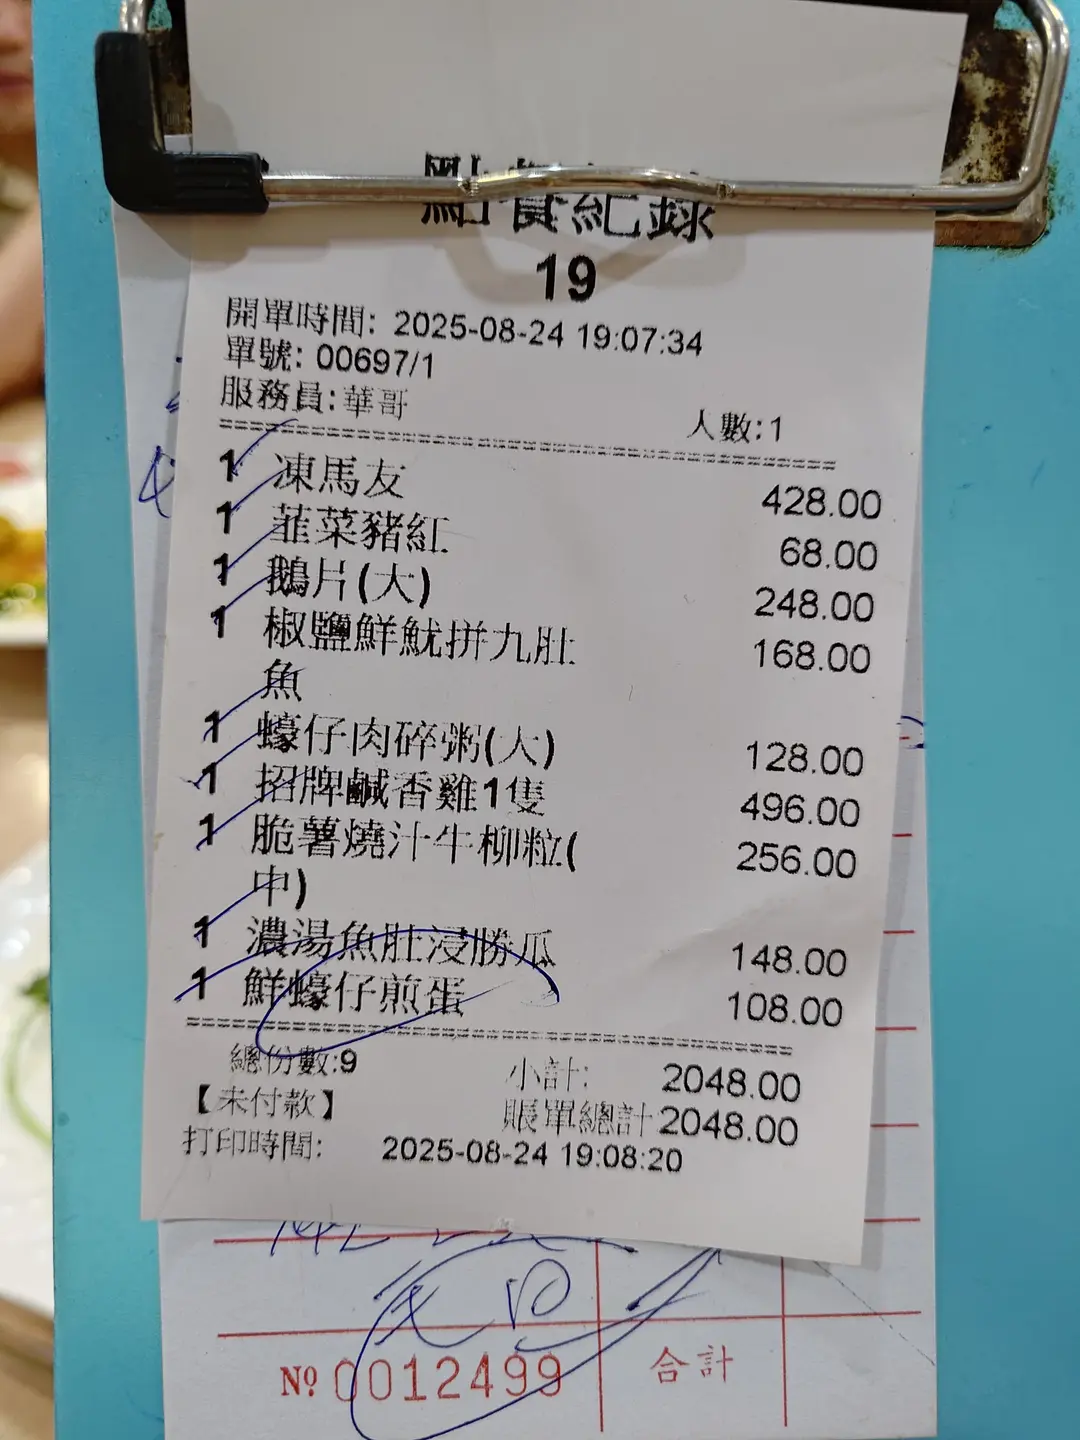 點餐紀錄
19
開單時間: 2025-08-24 19:07:34
單號: 00697/1
服務員:華哥 人數:1
1 凍馬友 428.00
1 韮菜豬紅 68.00
1 鵝片(大) 248.00
1 椒鹽鮮魷拼九肚 168.00
魚
1 蠔仔肉碎粥(大) 128.00
1 招牌鹹香雞1隻 496.00
1 脆薯燒汁牛柳粒( 256.00
中)
1 濃湯魚肚浸勝瓜 148.00
1 鮮蠔仔煎蛋 108.00
總份數:9 小計: 2048.00
【未付款】 賬單總計 2048.00
打印時間: 2025-08-24 19:08:20
№ 0012499 合計